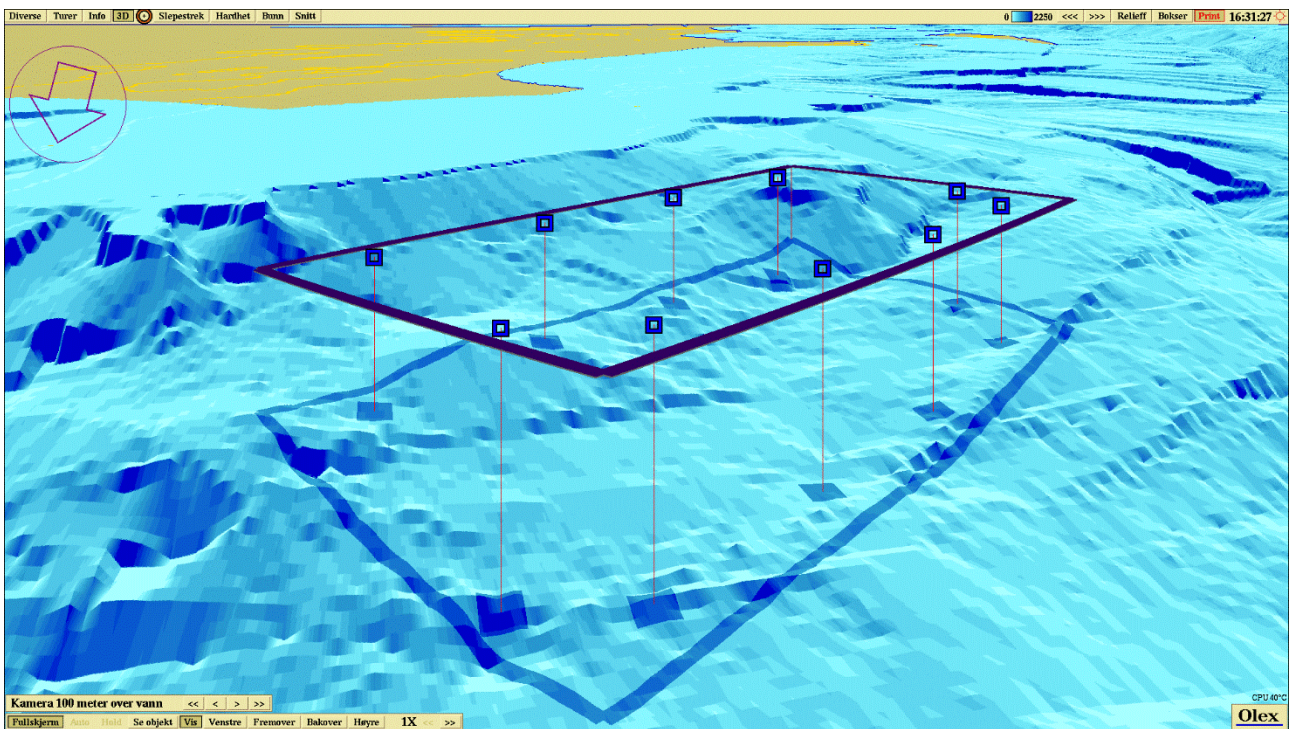 Diverse Turer Info 3D Slepestrek Hardhet Bunn Snitt 0 2250 <<< >>> Relieff Bokser Print 16:31:27
CPU 40°C
Kamera 100 meter over vann << < > >>
Fullskjerm Auto Hold Se objekt Vis Venstre Fremover Bakover Høyre 1X << >>
Olex